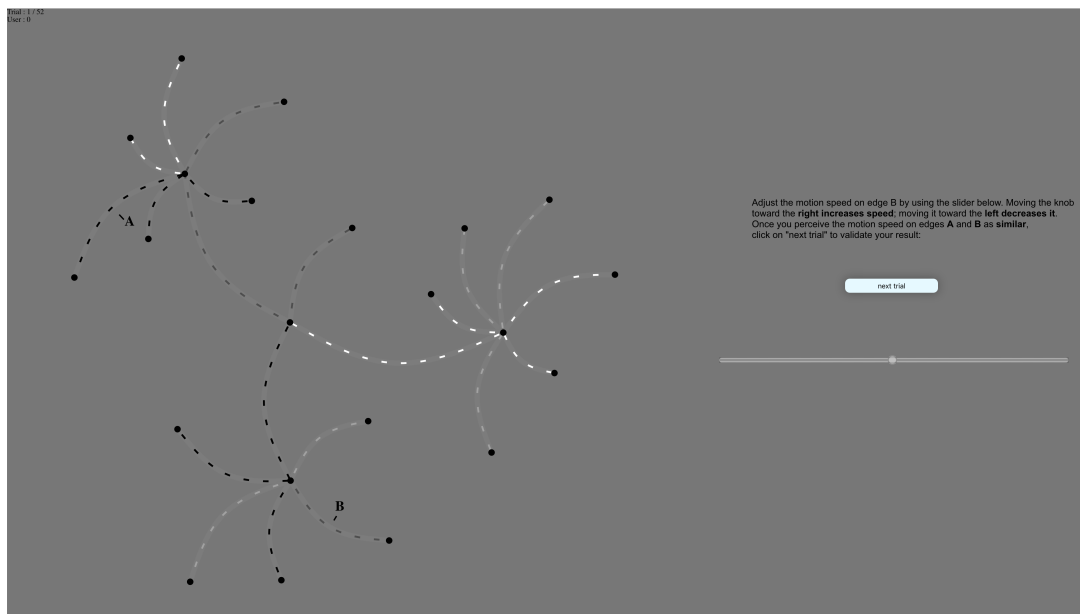 Trial : 1 / 52
User : 0
A
Adjust the motion speed on edge B by using the slider below. Moving the knob
toward the right increases speed; moving it toward the left decreases it.
Once you perceive the motion speed on edges A and B as similar,
click on "next trial" to validate your result:
next trial
B